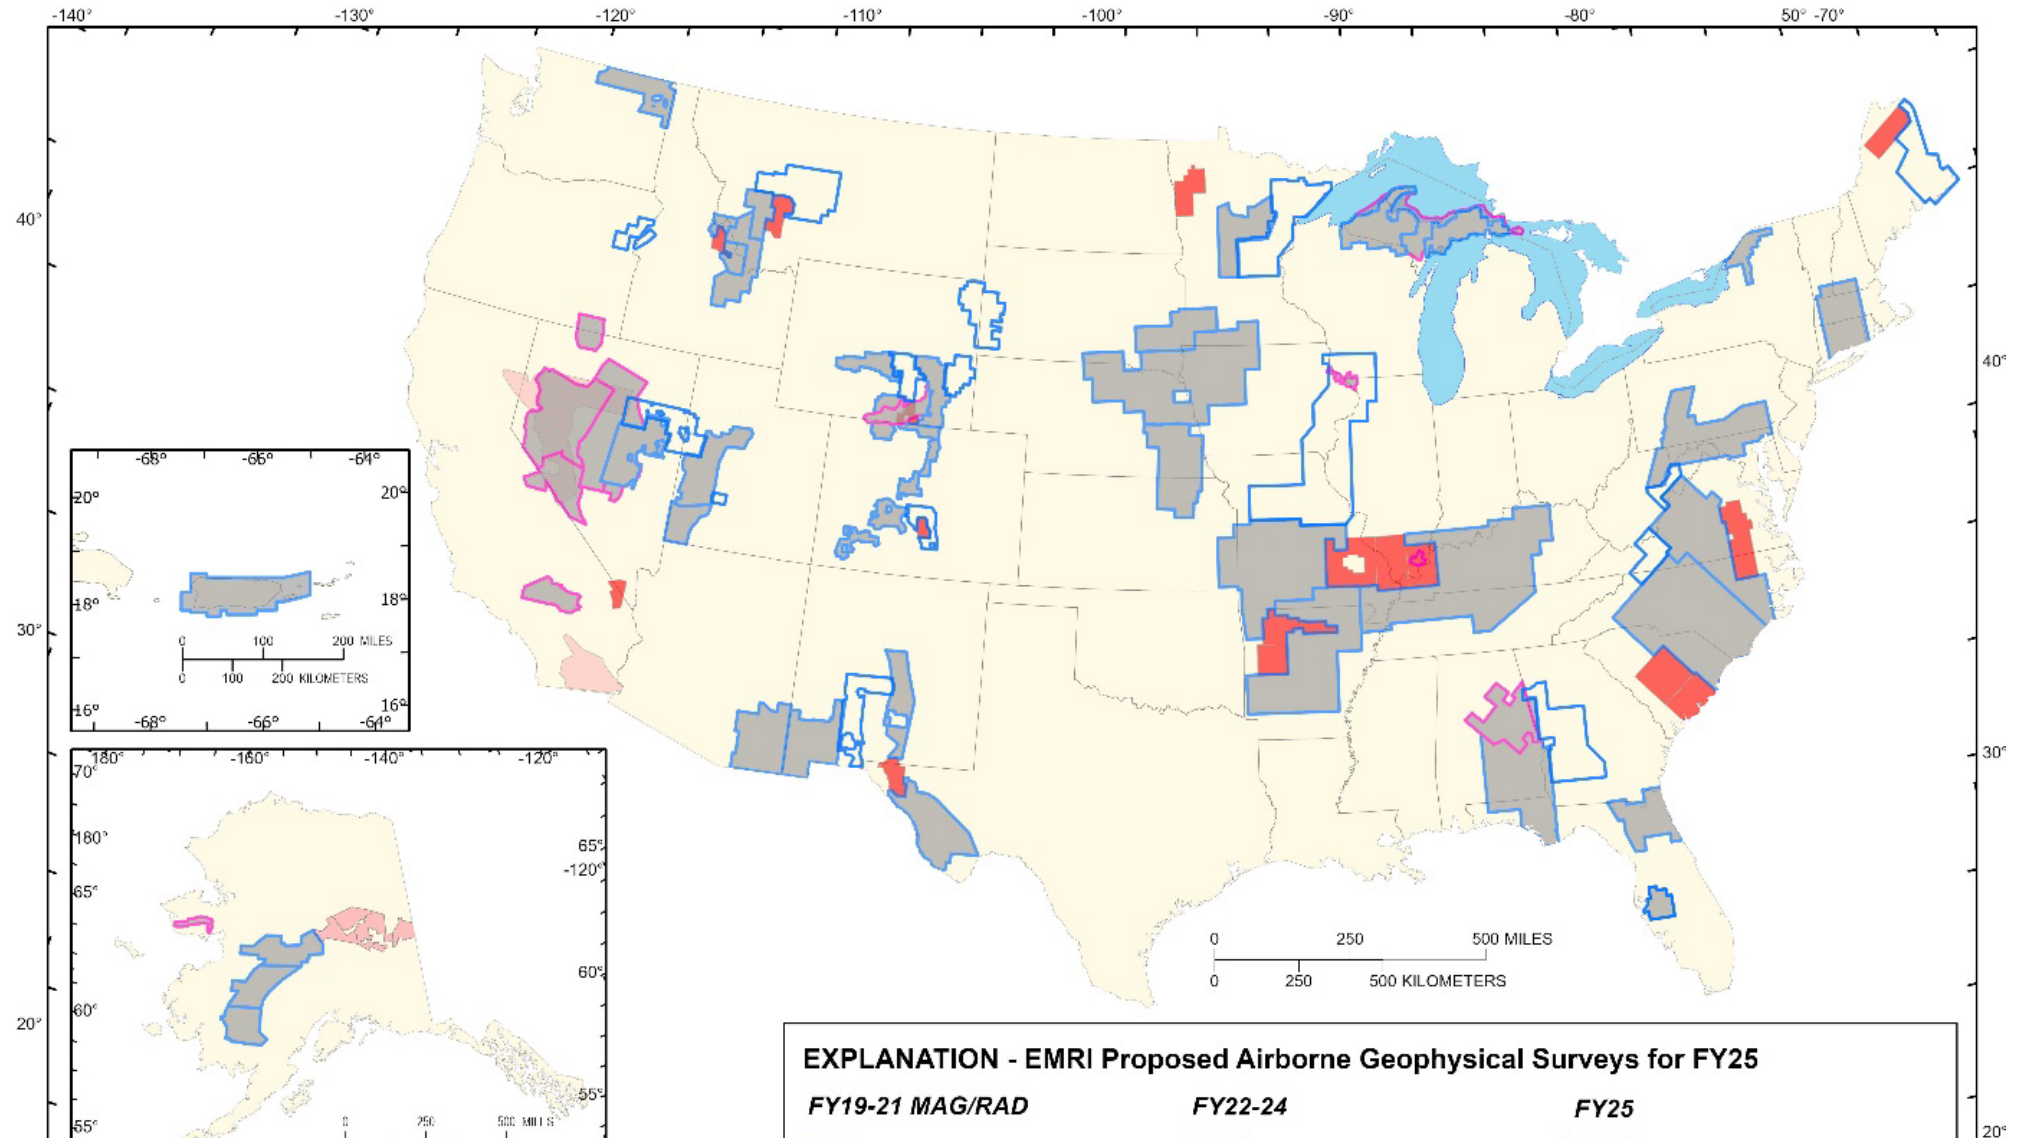 -140° -130° -120° -110° -100° -90° -80° 50° -70°
40°
40°
-68° -66° -64°
20° 20°
18° 18°
0 100 200 MILES
0 100 200 KILOMETERS
16° 16°
-68° -66° -64°
30°
30°
180° -160° -140° -120°
70°
180°
65°
-120°
65°
60°
60°
55°
55°
0 250 500 MILES
20°
20°
0 250 500 MILES
0 250 500 KILOMETERS
EXPLANATION - EMRI Proposed Airborne Geophysical Surveys for FY25
FY19-21 MAG/RAD FY22-24 FY25